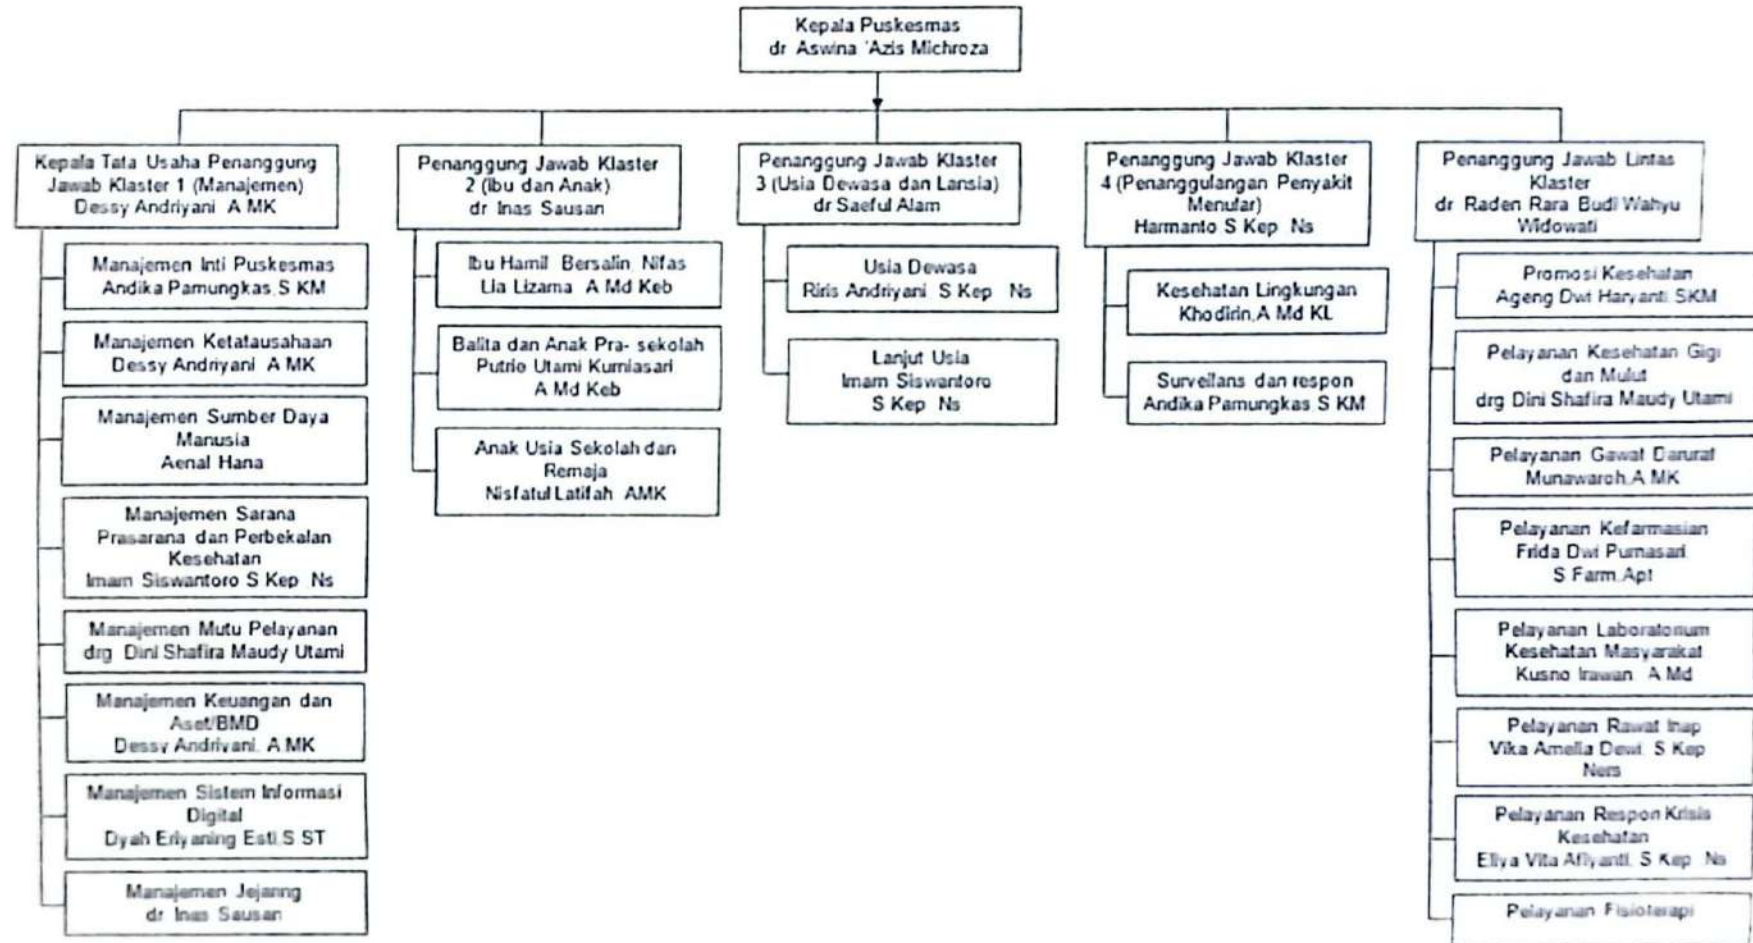 Kepala Puskesmas
dr Aswina 'Azis Michroza
Kepala Tata Usaha Penanggung
Jawab Klaster 1 (Manajemen)
Dessy Andriyani A MK
Manajemen Inti Puskesmas
Andika Pamungkas, S KM
Manajemen Ketatausahaan
Dessy Andriyani A MK
Manajemen Sumber Daya
Manusia
Aenal Hana
Manajemen Sarana
Prasarana dan Perbekalan
Kesehatan
Imam Siswantoro S Kep Ns
Manajemen Mutu Pelayanan
drg Dini Shafira Maudy Utami
Manajemen Keuangan dan
Aset/BMD
Dessy Andriyani, A.MK
Manajemen Sistem Informasi
Digital
Dyah Eriyaning Esti,S ST
Manajemen Jejaring
dr Inas Sausan
Penanggung Jawab Klaster
2 (Ibu dan Anak)
dr Inas Sausan
Ibu Hamil Bersalin, Nifas
Lia Lizama A Md Keb
Balita dan Anak Pra- sekolah
Putrie Utami Kurniasari
A Md Keb
Anak Usia Sekolah dan
Remaja
Nisfatul Latifah AMK
Penanggung Jawab Klaster
3 (Usia Dewasa dan Lansia)
dr Saeful Alam
Usia Dewasa
Riris Andriyani S Kep Ns
Lanjut Usia
Imam Siswantoro
S Kep Ns
Penanggung Jawab Klaster
4 (Penanggulangan Penyakit
Menular)
Harmanto S Kep Ns
Kesehatan Lingkungan
Khodirin,A Md KL
Surveilans dan respon
Andika Pamungkas S KM
Penanggung Jawab Lintas
Klaster
dr Raden Rara Budi Wahyu
Widowati
Promosi Kesehatan
Ageng Dwi Haryanti SKM
Pelayanan Kesehatan Gigi
dan Mulut
drg Dini Shafira Maudy Utami
Pelayanan Gawat Darurat
Munawaroh,A MK
Pelayanan Kefarmasian
Frida Dwi Purnasari
S Farm,Apt
Pelayanan Laboratorium
Kesehatan Masyarakat
Kusno Irawan A Md
Pelayanan Rawat Inap
Vika Amelia Dewi, S Kep
Ners
Pelayanan Respon Krisis
Kesehatan
Ellya Vita Afiyanti, S Kep Ns
Pelayanan Fisioterapi